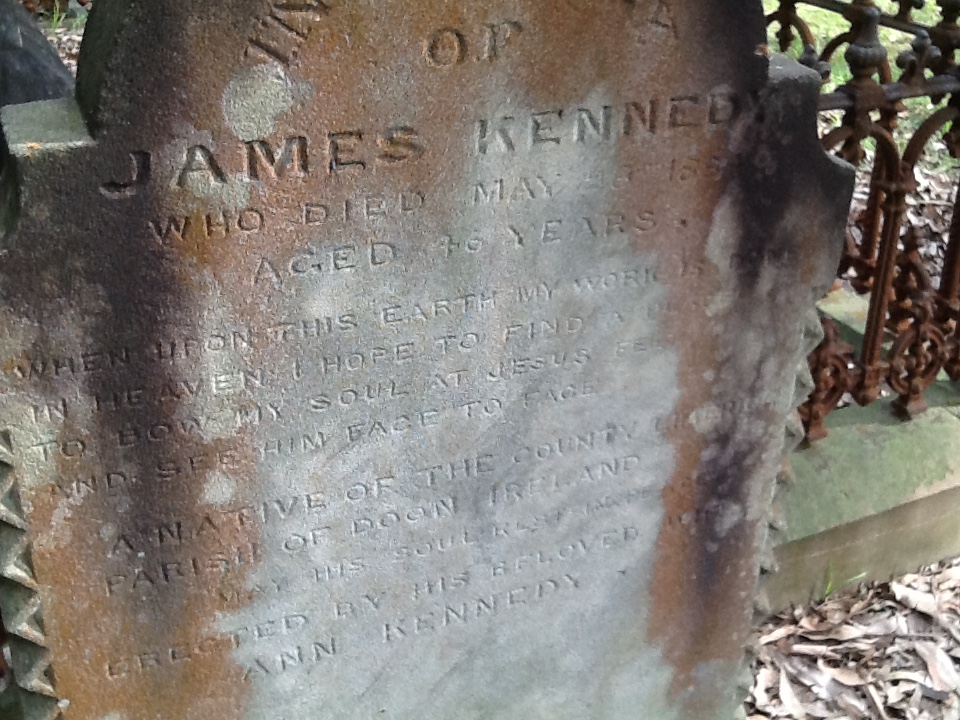 OF
JAMES KENNEDY
WHO DIED MAY
AGED YEARS.
WHEN UPON THIS EARTH MY WORK IS
IN HEAVEN I HOPE TO FIND A
TO BOW MY SOUL AT JESUS
AND SEE HIM FACE TO FACE
A NATIVE OF THE COUNTY
PARISH OF DOON IRELAND
MAY HIS SOUL REST IN
ERECTED BY HIS BELOVED
ANN KENNEDY